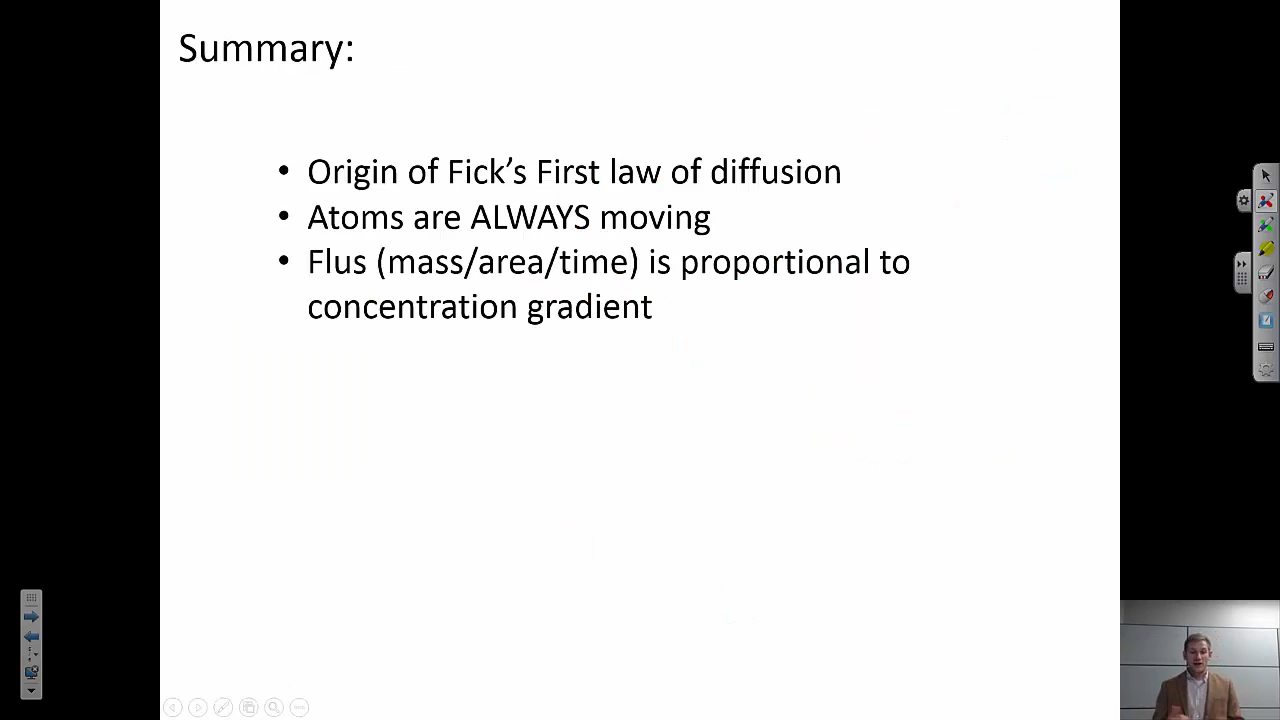 Summary:
• Origin of Fick’s First law of diffusion
• Atoms are ALWAYS moving
• Flus (mass/area/time) is proportional to
concentration gradient